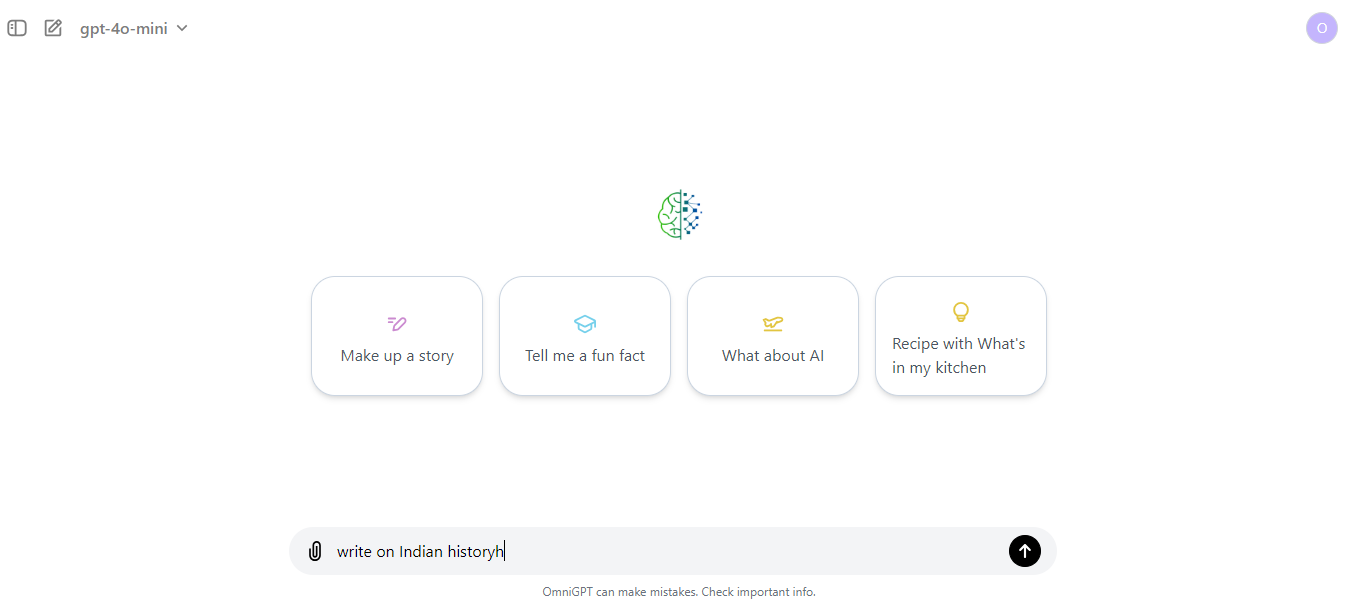 gpt-4o-mini
O
Make up a story
Tell me a fun fact
What about AI
Recipe with What's
in my kitchen
write on Indian historyh
OmniGPT can make mistakes. Check important info.